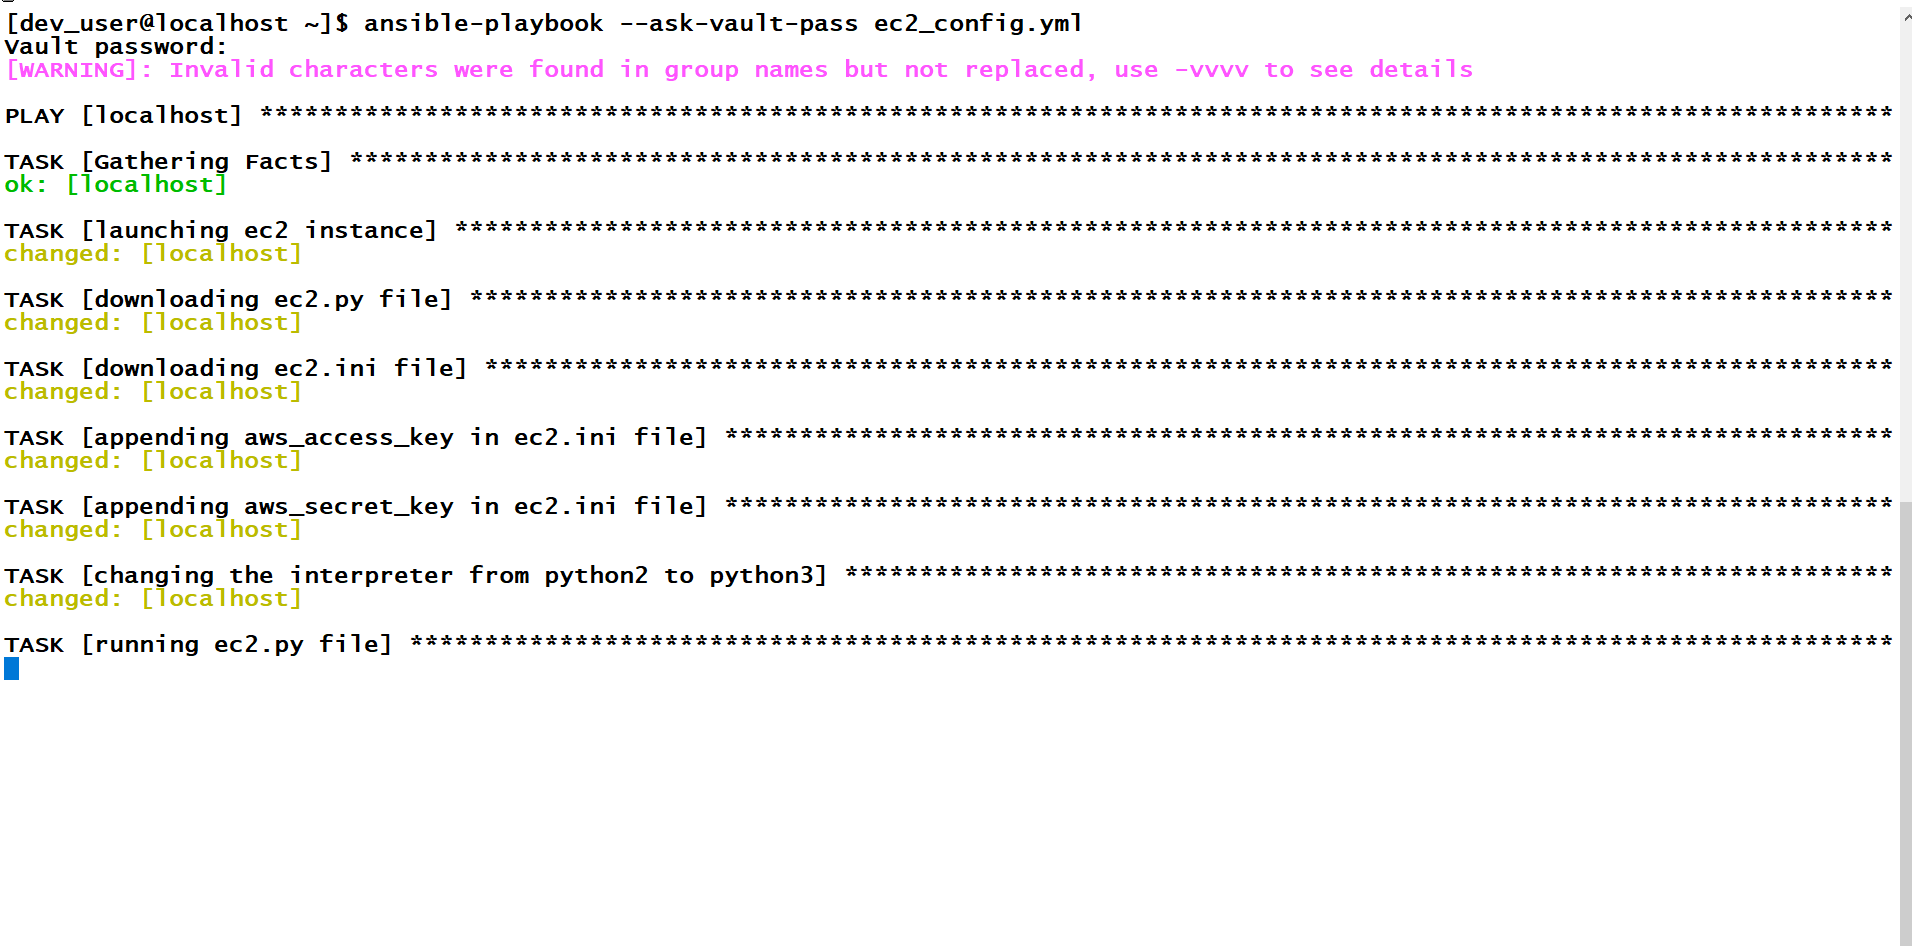 [dev_user@localhost ~]$ ansible-playbook --ask-vault-pass ec2_config.yml
Vault password:
[WARNING]: Invalid characters were found in group names but not replaced, use -vvvv to see details
PLAY [localhost] *************************************************************************************************************
TASK [Gathering Facts] *******************************************************************************************************
ok: [localhost]
TASK [launching ec2 instance] ************************************************************************************************
changed: [localhost]
TASK [downloading ec2.py file] ***********************************************************************************************
changed: [localhost]
TASK [downloading ec2.ini file] **********************************************************************************************
changed: [localhost]
TASK [appending aws_access_key in ec2.ini file] ******************************************************************************
changed: [localhost]
TASK [appending aws_secret_key in ec2.ini file] ******************************************************************************
changed: [localhost]
TASK [changing the interpreter from python2 to python3] **********************************************************************
changed: [localhost]
TASK [running ec2.py file] ***************************************************************************************************